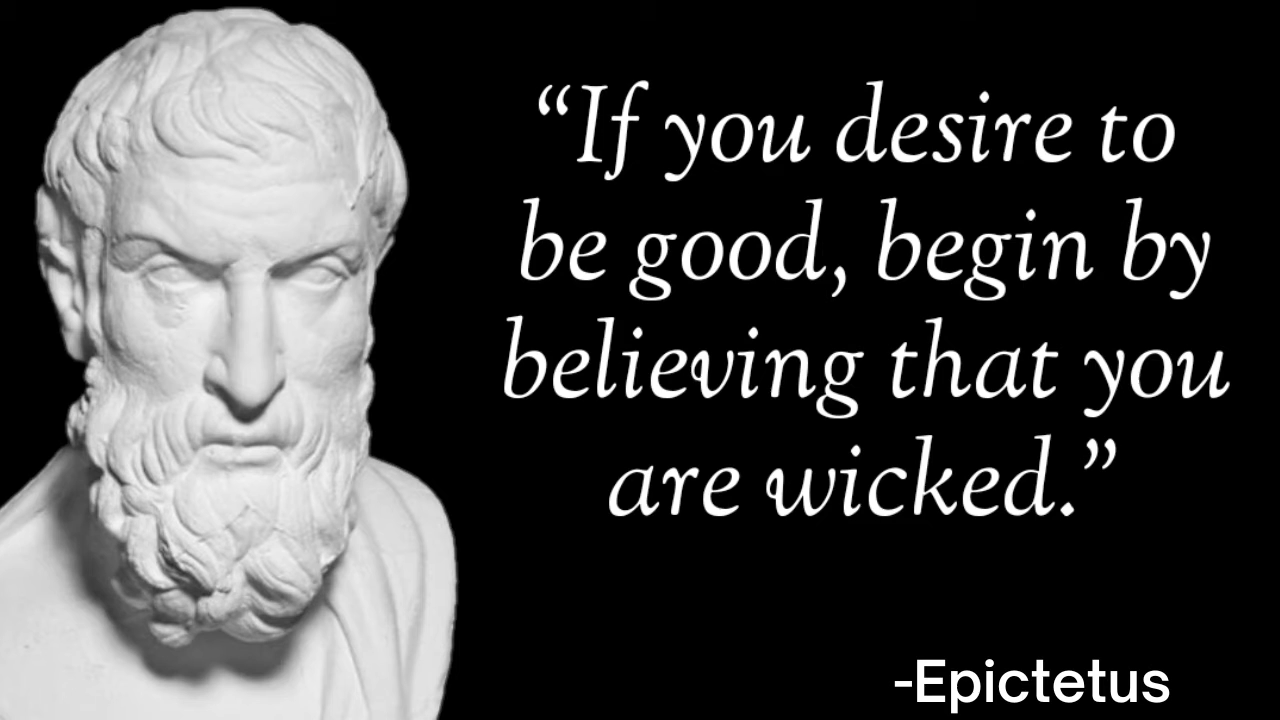 “If you desire to
be good, begin by
believing that you
are wicked.”
-Epictetus